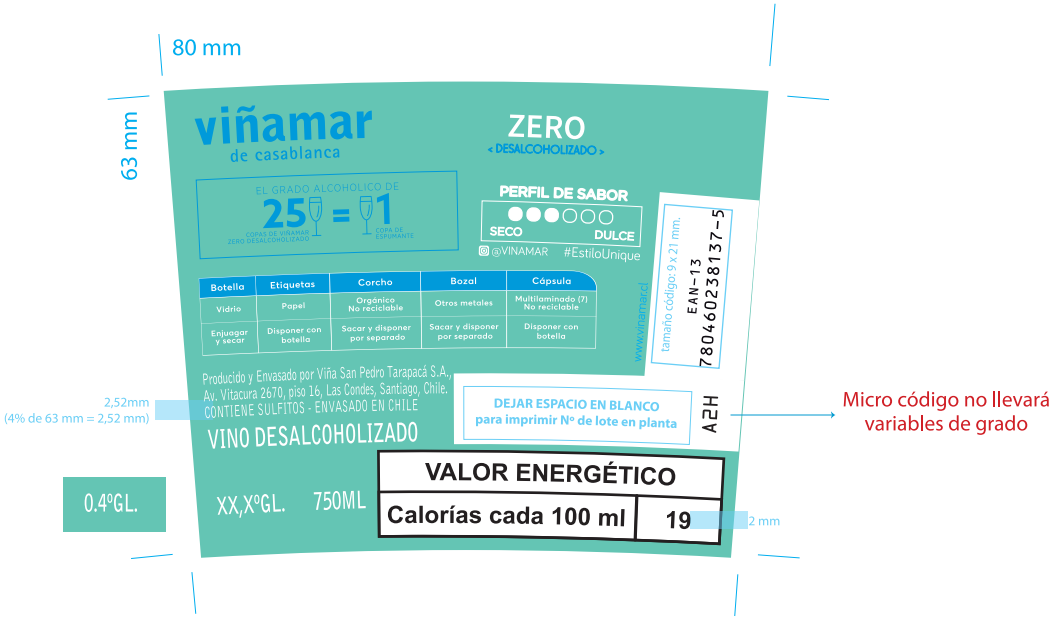 80 mm
63 mm
viñamar
de casablanca
ZERO
< DESALCOHOLIZADO >
EL GRADO ALCOHÓLICO DE
25 = 1
COPAS DE VIÑAMAR
ZERO DESALCOHOLIZADO
COPA DE
ESPUMANTE
PERFIL DE SABOR
SECO DULCE
@VINAMAR #EstiloUnique
Botella Etiquetas Corcho Bozal Cápsula
Vidrio Papel Orgánico
No reciclable Otros metales Multilaminado (7)
No reciclable
Enjuagar
y secar Disponer con
botella Sacar y disponer
por separado Sacar y disponer
por separado Disponer con
botella
www.vinamar.cl
tamaño código: 9 x 21 mm.
EAN-13
7804602238137-5
Producido y Envasado por Viña San Pedro Tarapacá S.A.,
Av. Vitacura 2670, piso 16, Las Condes, Santiago, Chile.
CONTIENE SULFITOS - ENVASADO EN CHILE
VINO DESALCOHOLIZADO
2,52mm
(4% de 63 mm = 2,52 mm)
DEJAR ESPACIO EN BLANCO
para imprimir Nº de lote en planta
A2H
Micro código no llevará
variables de grado
0.4ºGL.
XX,XºGL. 750ML
VALOR ENERGÉTICO
Calorías cada 100 ml 19
2 mm